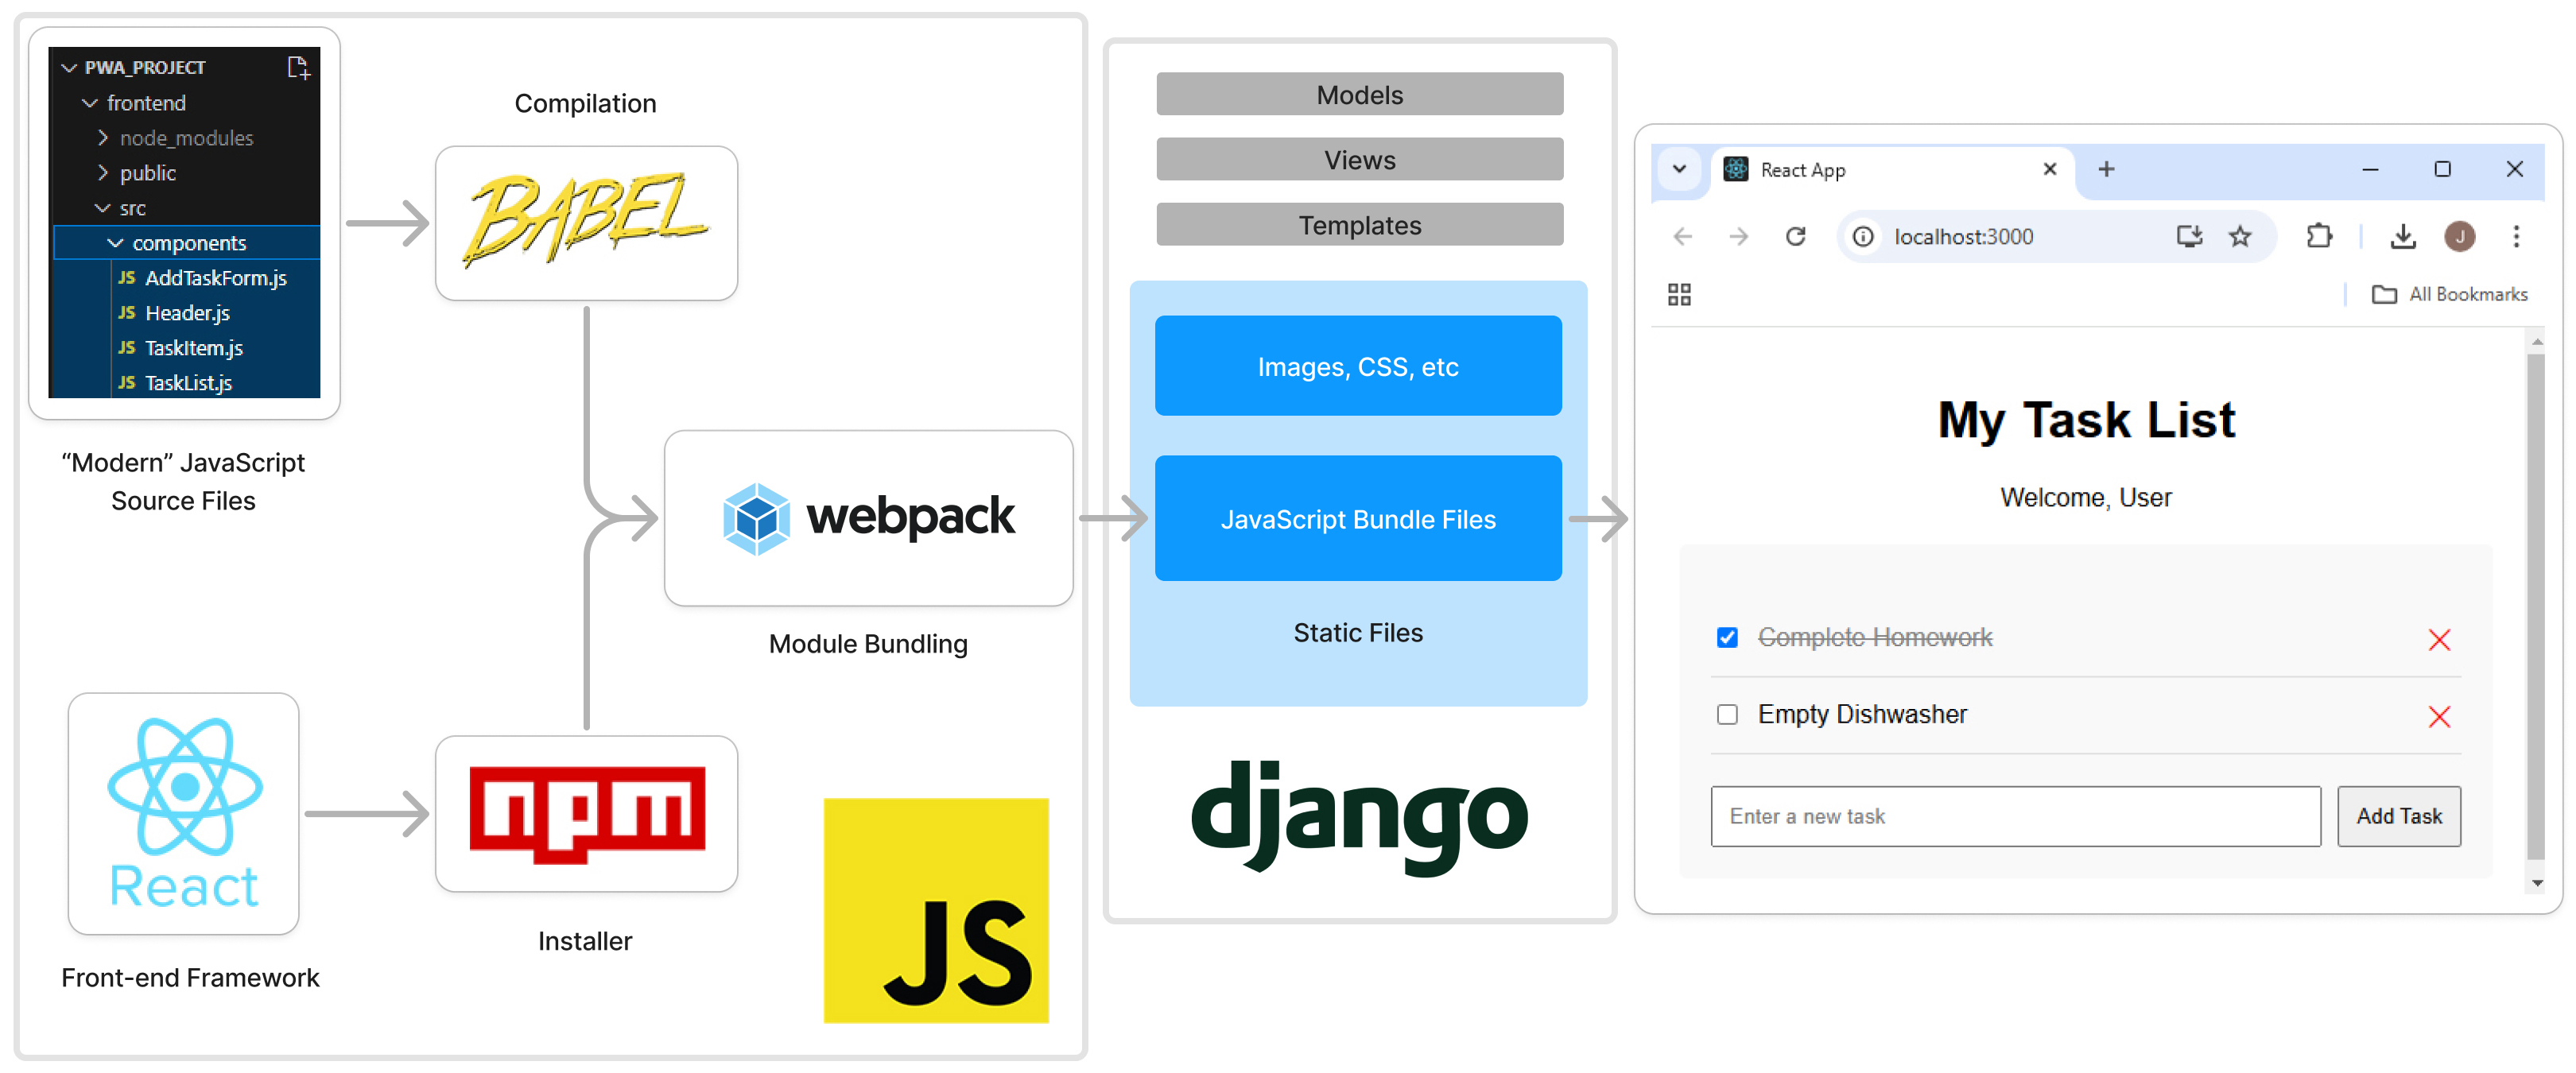 PWA_PROJECT
frontend
node_modules
public
src
components
JS AddTaskForm.js
JS Header.js
JS TaskItem.js
JS TaskList.js
“Modern” JavaScript
Source Files
Compilation
BABEL
webpack
Module Bundling
React
Front-end Framework
npm
Installer
JS
Models
Views
Templates
Images, CSS, etc
JavaScript Bundle Files
Static Files
django
React App
localhost:3000
J
All Bookmarks
My Task List
Welcome, User
Complete Homework
Empty Dishwasher
Enter a new task
Add Task